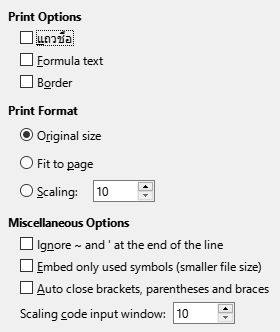 Print Options
แถวชื่อ
Formula text
Border
Print Format
Original size
Fit to page
Scaling: 10
Miscellaneous Options
Ignore ~ and ' at the end of the line
Embed only used symbols (smaller file size)
Auto close brackets, parentheses and braces
Scaling code input window: 10